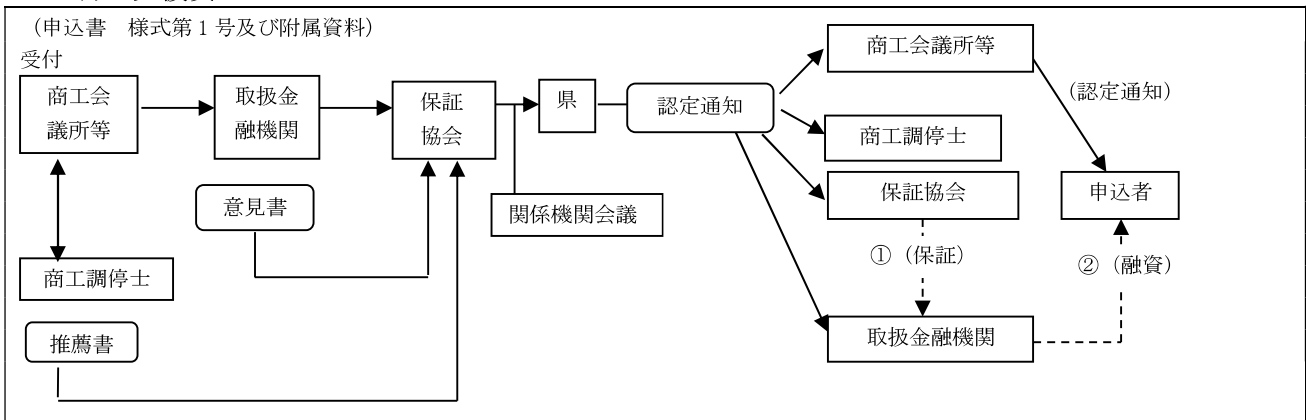 （申込書　様式第１号及び附属資料）
受付
商工会
議所等
取扱金
融機関
保証
協会
県
認定通知
商工会議所等
（認定通知）
商工調停士
保証協会
申込者
意見書
関係機関会議
①（保証）
②（融資）
商工調停士
推薦書
取扱金融機関